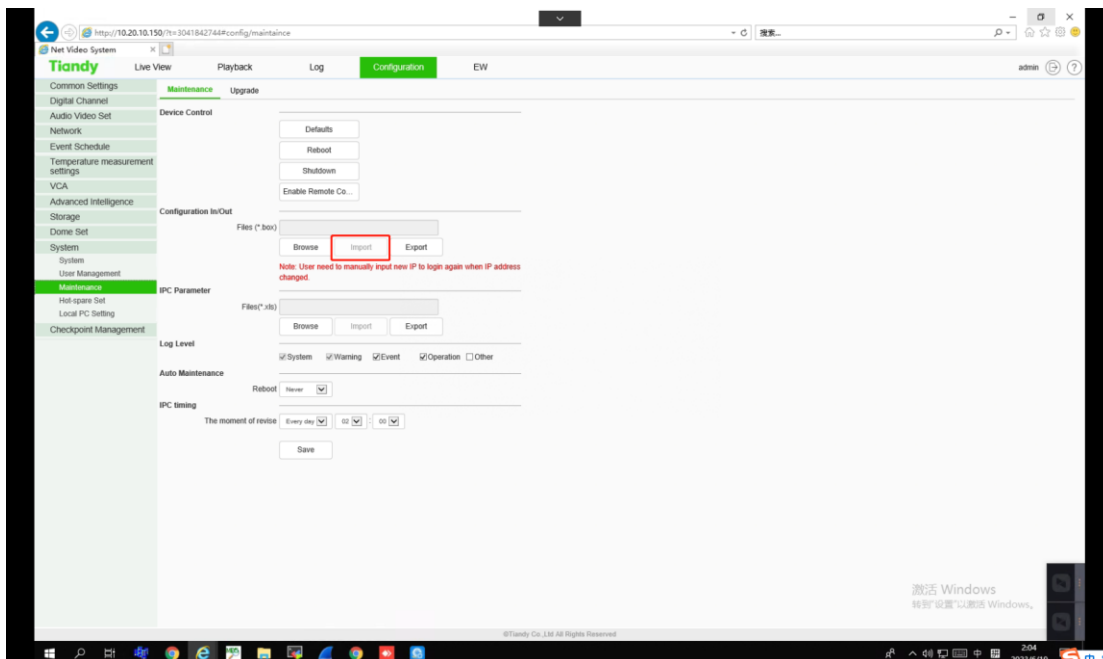 http://10.20.10.150/?t=3041842744#config/maintaince
搜索...
Net Video System
Tiandy Live View Playback Log Configuration EW admin
Common Settings
Digital Channel
Audio Video Set
Network
Event Schedule
Temperature measurement
settings
VCA
Advanced Intelligence
Storage
Dome Set
System
System
User Management
Maintenance
Hot-spare Set
Local PC Setting
Checkpoint Management
Maintenance Upgrade
Device Control
Defaults
Reboot
Shutdown
Enable Remote Co...
Configuration In/Out
Files (*.box)
Browse Import Export
Note: User need to manually input new IP to login again when IP address
changed.
IPC Parameter
Files(*.xls)
Browse Import Export
Log Level
System Warning Event Operation Other
Auto Maintenance
Reboot Never
IPC timing
The moment of revise Every day 02 : 00
Save
激活 Windows
转到"设置"以激活 Windows。
©Tiandy Co.,Ltd All Rights Reserved
中
2:04